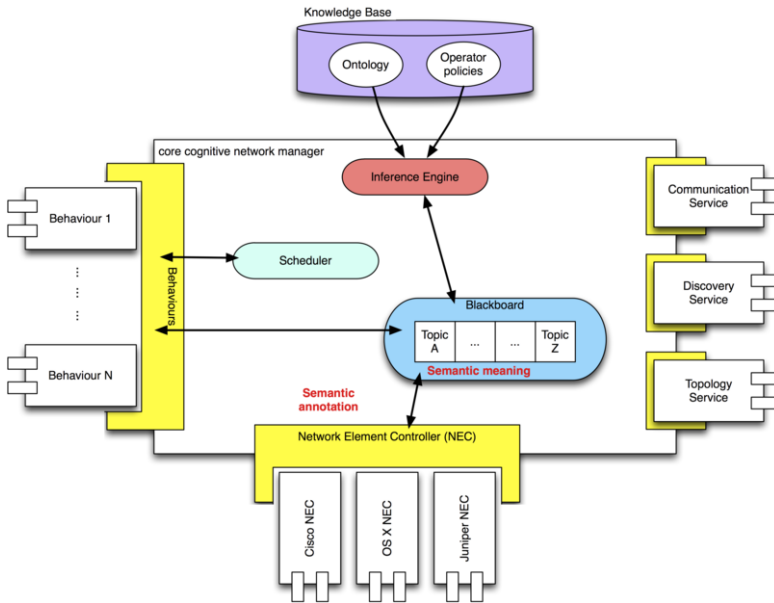 Knowledge Base
Ontology
Operator
policies
core cognitive network manager
Inference Engine
Behaviour 1
...
...
...
Behaviour N
Behaviours
Scheduler
Blackboard
Topic
A
...
...
Topic
Z
Semantic meaning
Semantic
annotation
Communication
Service
Discovery
Service
Topology
Service
Network Element Controller (NEC)
Cisco NEC
OS X NEC
Juniper NEC